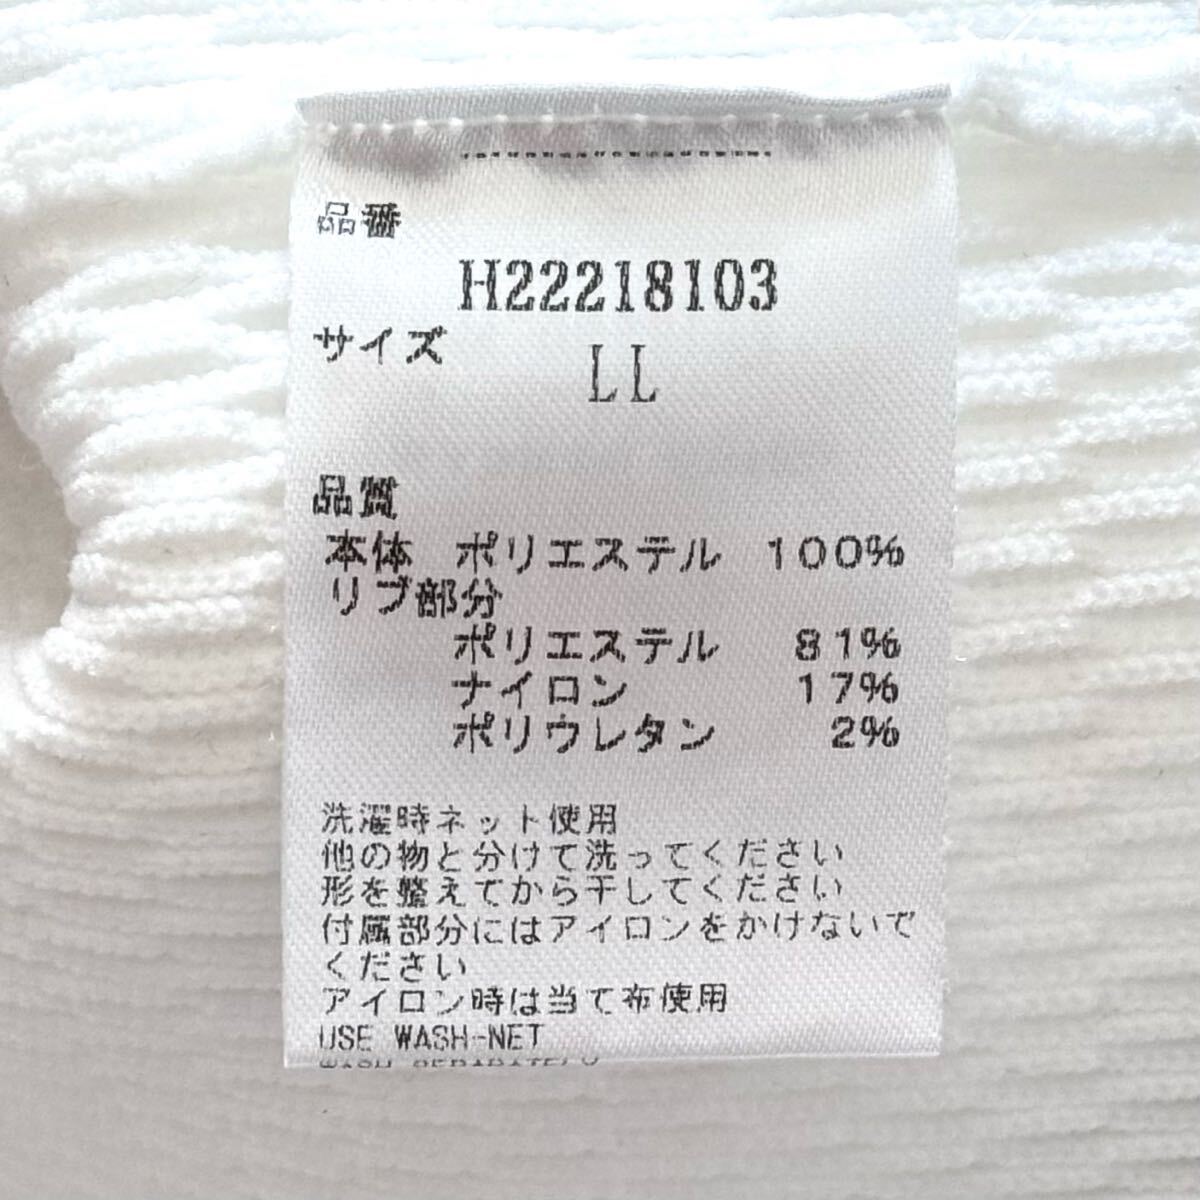 品番
H22218103
サイズ
LL
品質
本体 ポリエステル 100%
リブ部分
ポリエステル 81%
ナイロン 17%
ポリウレタン 2%
洗濯時ネット使用
他の物と分けて洗ってください
形を整えてから干してください
付属部分にはアイロンをかけないで
ください
アイロン時は当て布使用
USE WASH-NET